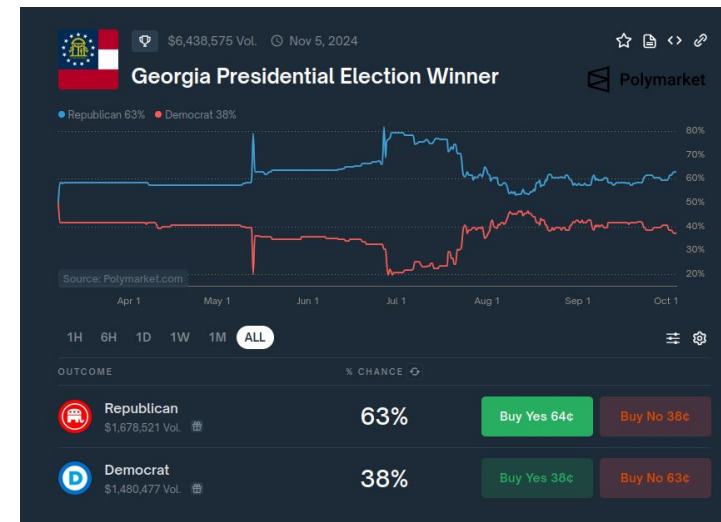 $6,438,575 Vol. Nov 5, 2024
Georgia Presidential Election Winner
Polymarket
Republican 63% Democrat 38%
80%
70%
60%
50%
40%
30%
20%
Source: Polymarket.com
Apr 1 May 1 Jun 1 Jul 1 Aug 1 Sep 1 Oct 1
1H 6H 1D 1W 1M ALL
OUTCOME % CHANCE
Republican
$1,678,521 Vol.
63%
Buy Yes 64¢ Buy No 38¢
D
Democrat
$1,480,477 Vol.
38%
Buy Yes 38¢ Buy No 63¢